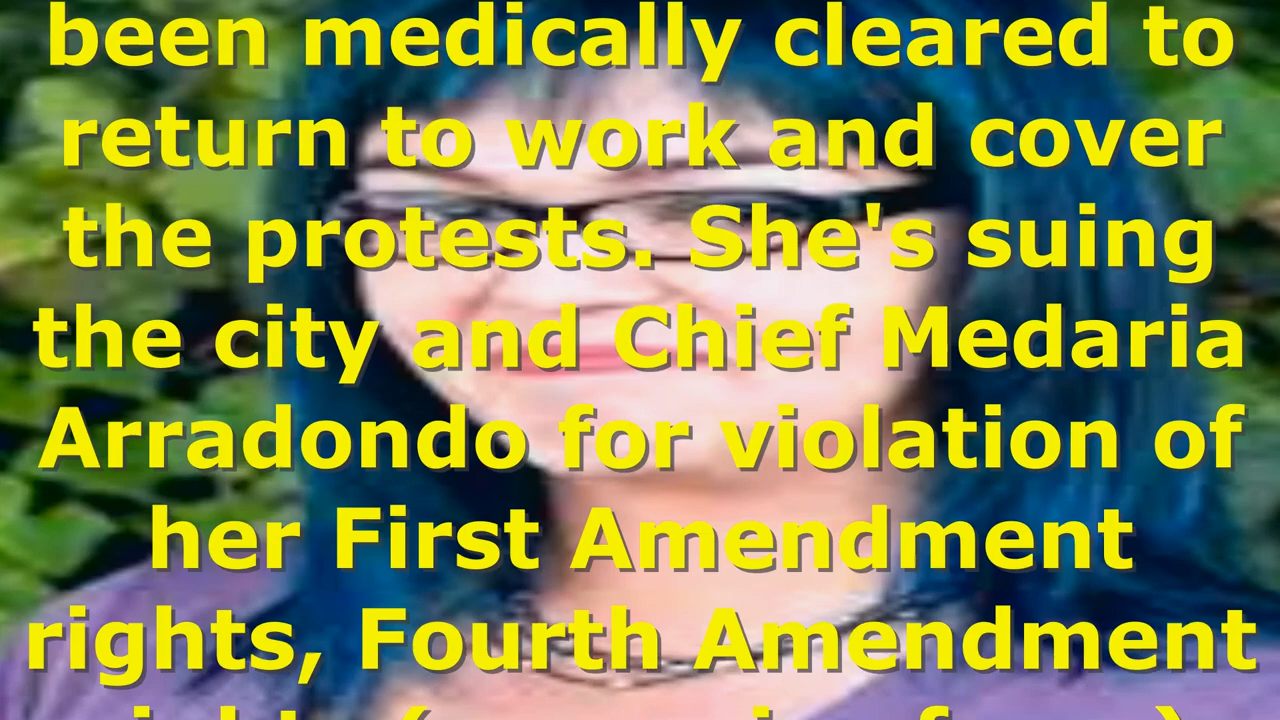 been medically cleared to
return to work and cover
the protests. She's suing
the city and Chief Medaria
Arradondo for violation of
her First Amendment
rights, Fourth Amendment